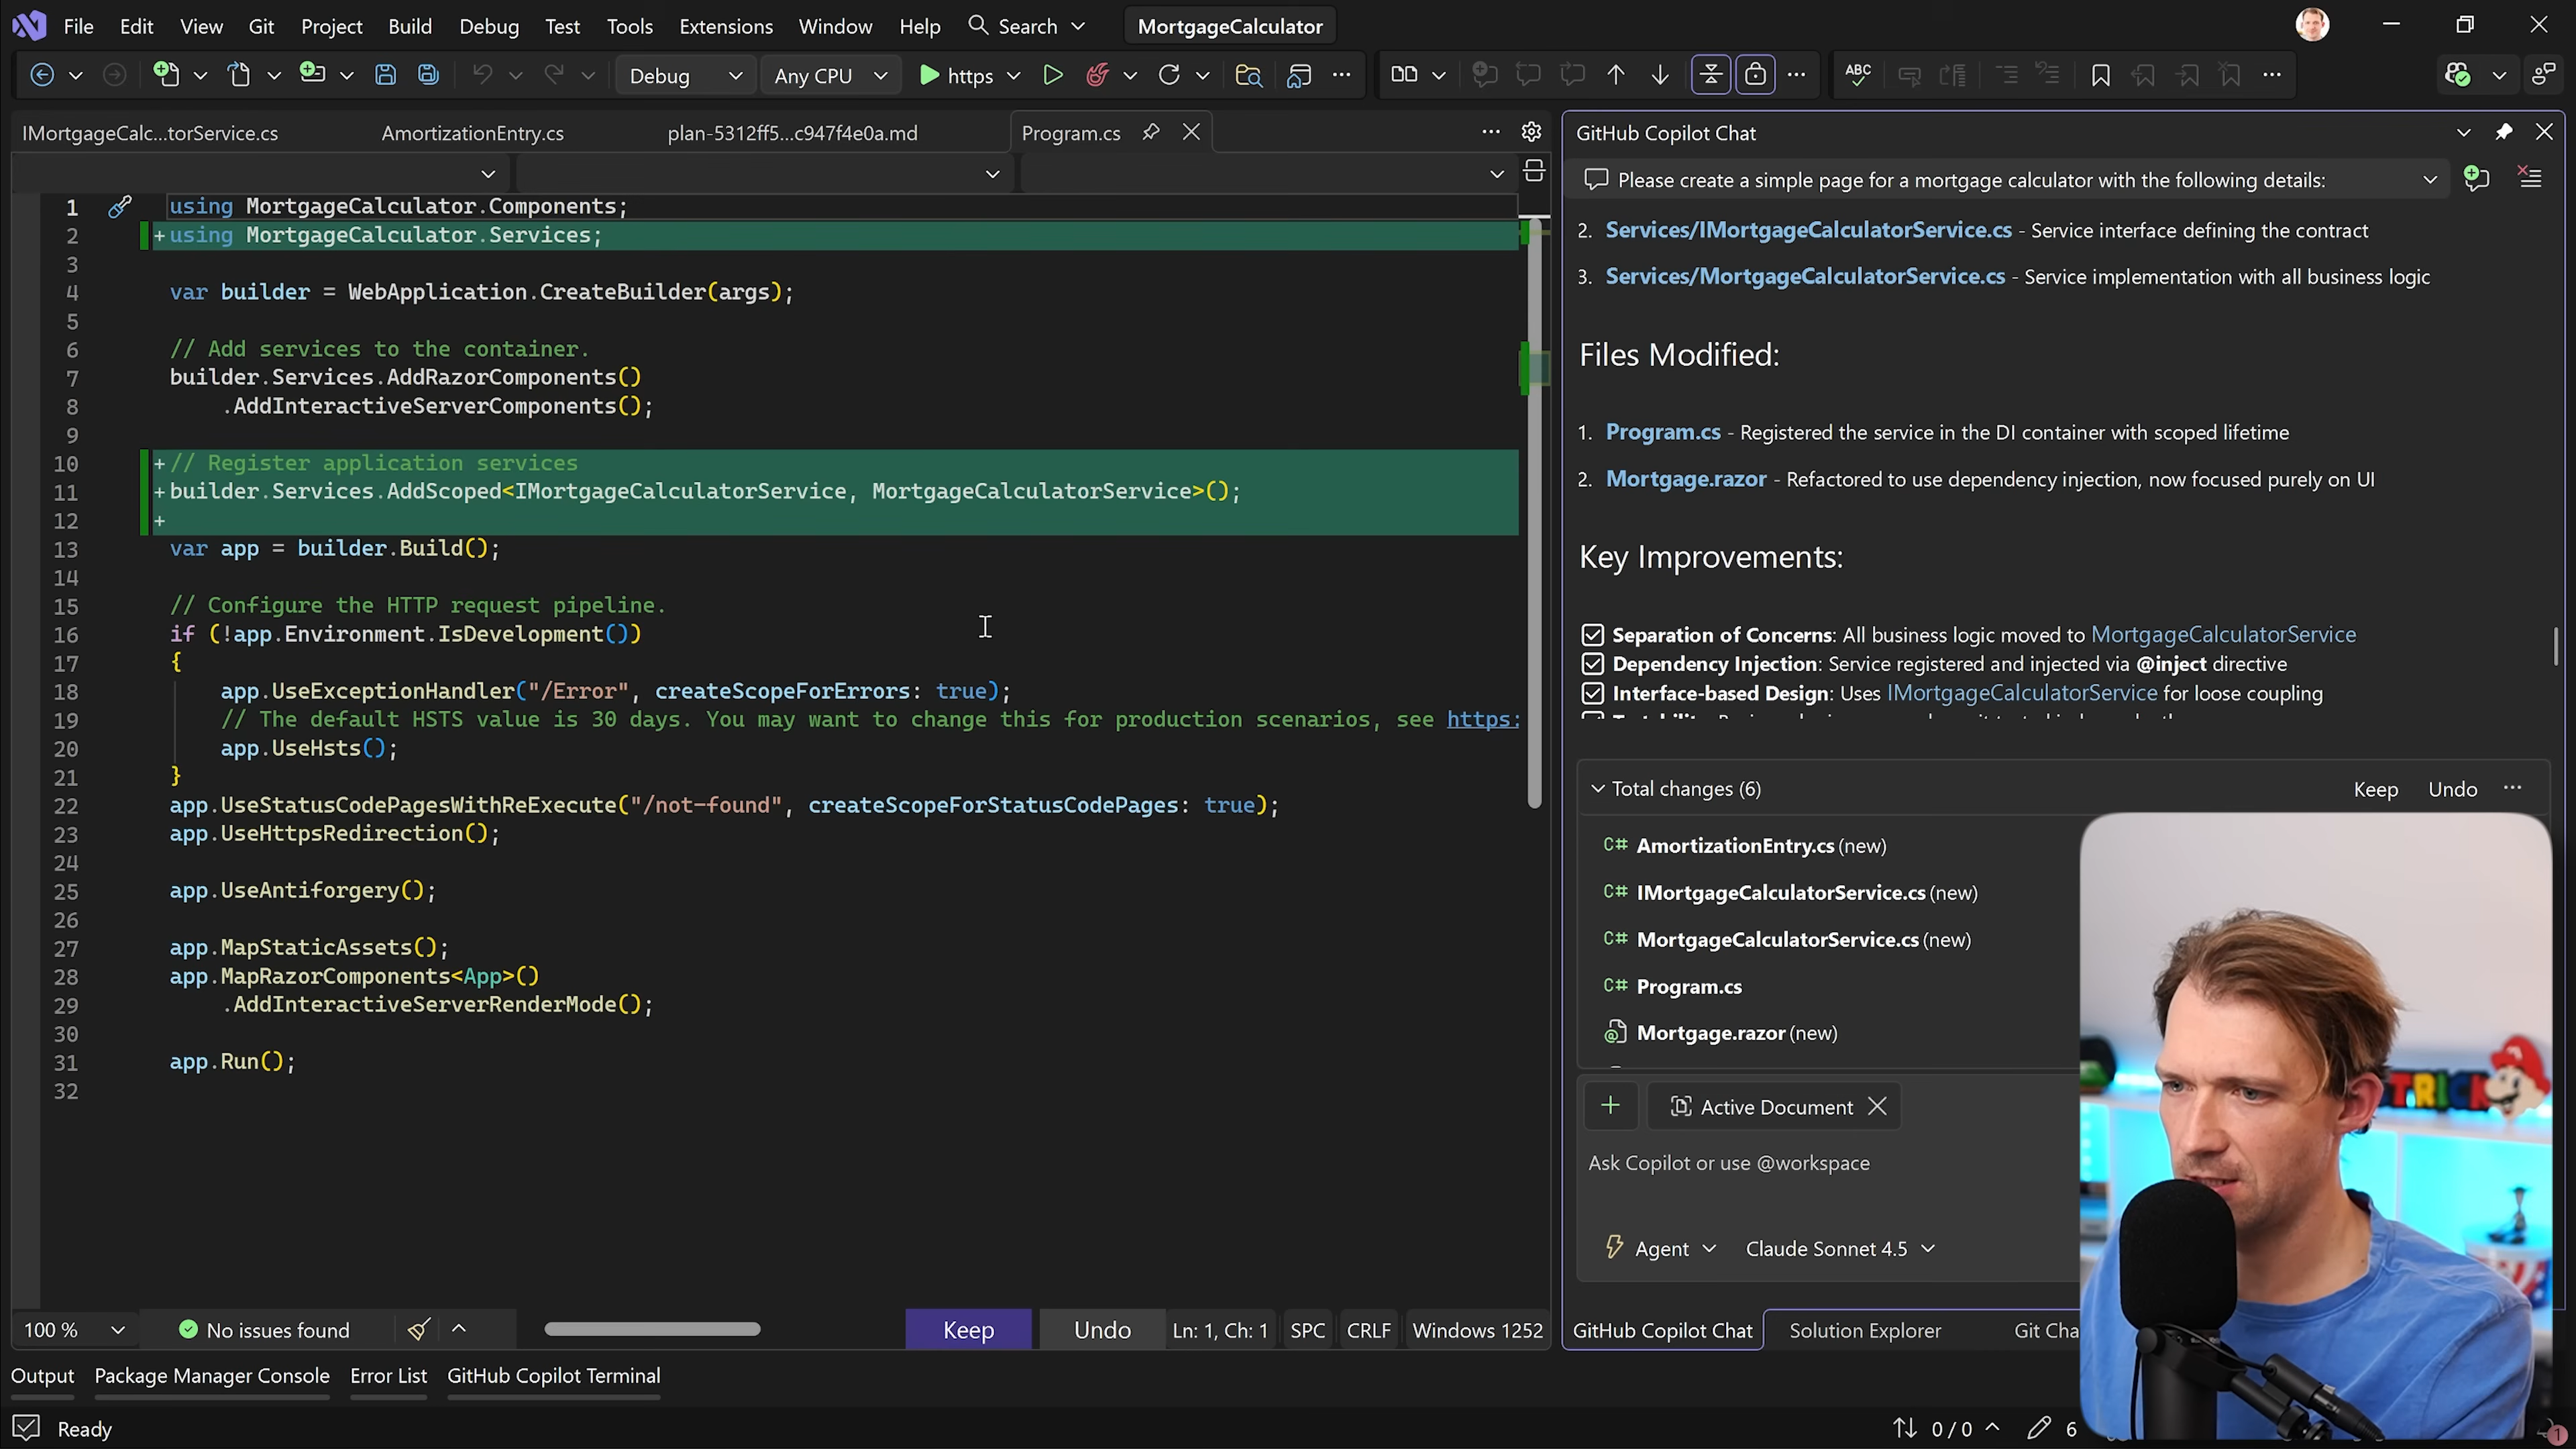 File Edit View Git Project Build Debug Test Tools Extensions Window Help Search MortgageCalculator
Debug Any CPU https ABC
IMortgageCalc...torService.cs AmortizationEntry.cs plan-5312ff5...c947f4e0a.md Program.cs
1 using MortgageCalculator.Components;
2 + using MortgageCalculator.Services;
3
4 var builder = WebApplication.CreateBuilder(args);
5
6 // Add services to the container.
7 builder.Services.AddRazorComponents()
8 .AddInteractiveServerComponents();
9
10 + // Register application services
11 + builder.Services.AddScoped<IMortgageCalculatorService, MortgageCalculatorService>();
12 +
13 var app = builder.Build();
14
15 // Configure the HTTP request pipeline.
16 if (!app.Environment.IsDevelopment())
17 {
18 app.UseExceptionHandler("/Error", createScopeForErrors: true);
19 // The default HSTS value is 30 days. You may want to change this for production scenarios, see https:
20 app.UseHsts();
21 }
22 app.UseStatusCodePagesWithReExecute("/not-found", createScopeForStatusCodePages: true);
23 app.UseHttpsRedirection();
24
25 app.UseAntiforgery();
26
27 app.MapStaticAssets();
28 app.MapRazorComponents<App>()
29 .AddInteractiveServerRenderMode();
30
31 app.Run();
32
100 % No issues found Keep Undo Ln: 1, Ch: 1 SPC CRLF Windows 1252
GitHub Copilot Chat
Please create a simple page for a mortgage calculator with the following details:
2. Services/IMortgageCalculatorService.cs - Service interface defining the contract
3. Services/MortgageCalculatorService.cs - Service implementation with all business logic
Files Modified:
1. Program.cs - Registered the service in the DI container with scoped lifetime
2. Mortgage.razor - Refactored to use dependency injection, now focused purely on UI
Key Improvements:
Separation of Concerns: All business logic moved to MortgageCalculatorService
Dependency Injection: Service registered and injected via @inject directive
Interface-based Design: Uses IMortgageCalculatorService for loose coupling
Total changes (6) Keep Undo
C# AmortizationEntry.cs (new)
C# IMortgageCalculatorService.cs (new)
C# MortgageCalculatorService.cs (new)
C# Program.cs
Mortgage.razor (new)
Active Document
Ask Copilot or use @workspace
Agent Claude Sonnet 4.5
GitHub Copilot Chat Solution Explorer Git Cha
TRICK
Output Package Manager Console Error List GitHub Copilot Terminal
Ready 0 / 0 6 1